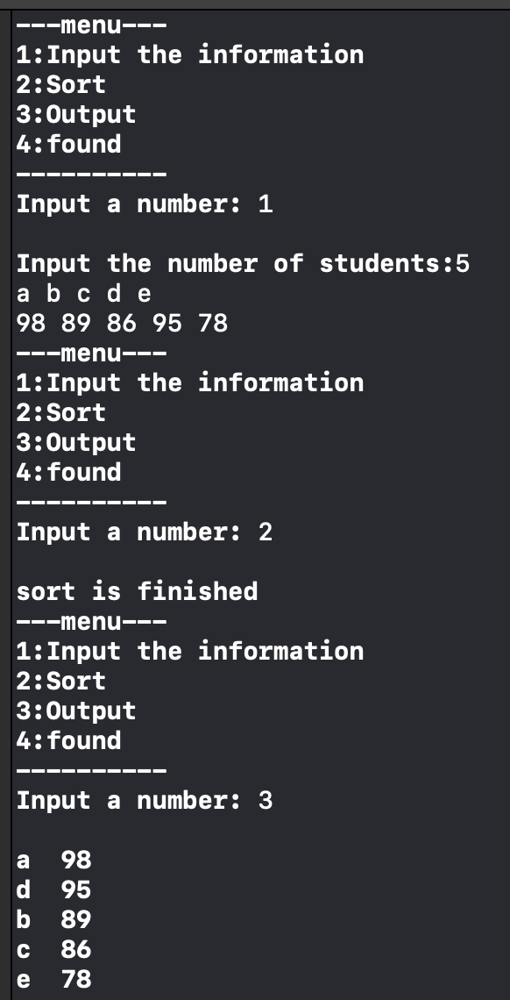 ---menu---
1:Input the information
2:Sort
3:Output
4:found
----------
Input a number: 1
Input the number of students:5
a b c d e
98 89 86 95 78
---menu---
1:Input the information
2:Sort
3:Output
4:found
----------
Input a number: 2
sort is finished
---menu---
1:Input the information
2:Sort
3:Output
4:found
----------
Input a number: 3
a  98
d  95
b  89
c  86
e  78